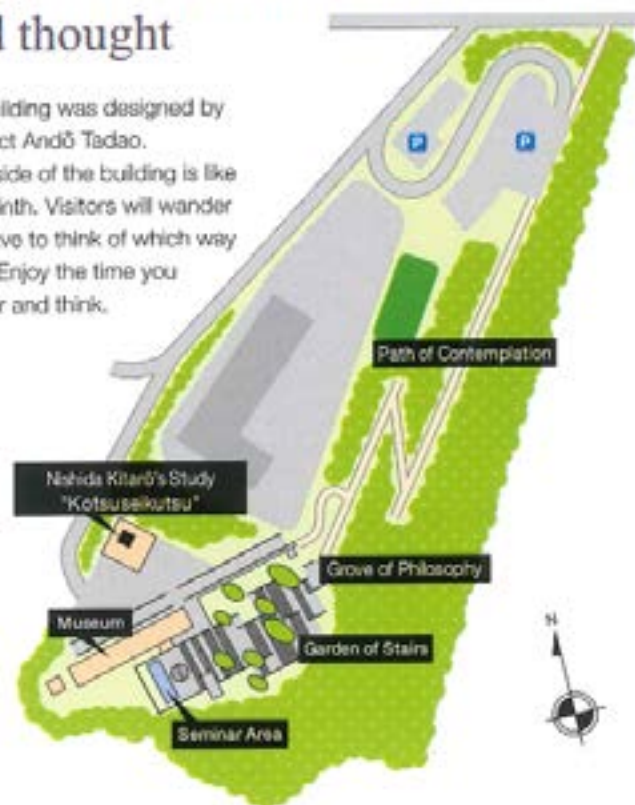 d thought
uilding was designed by
ct Andō Tadao.
side of the building is like
inth. Visitors will wander
ve to think of which way
Enjoy the time you
r and think.
P
P
Path of Contemplation
Nishida Kitarō's Study
"Kotsuseikutsu"
Grove of Philosophy
Museum
Garden of Stairs
Seminar Area
N